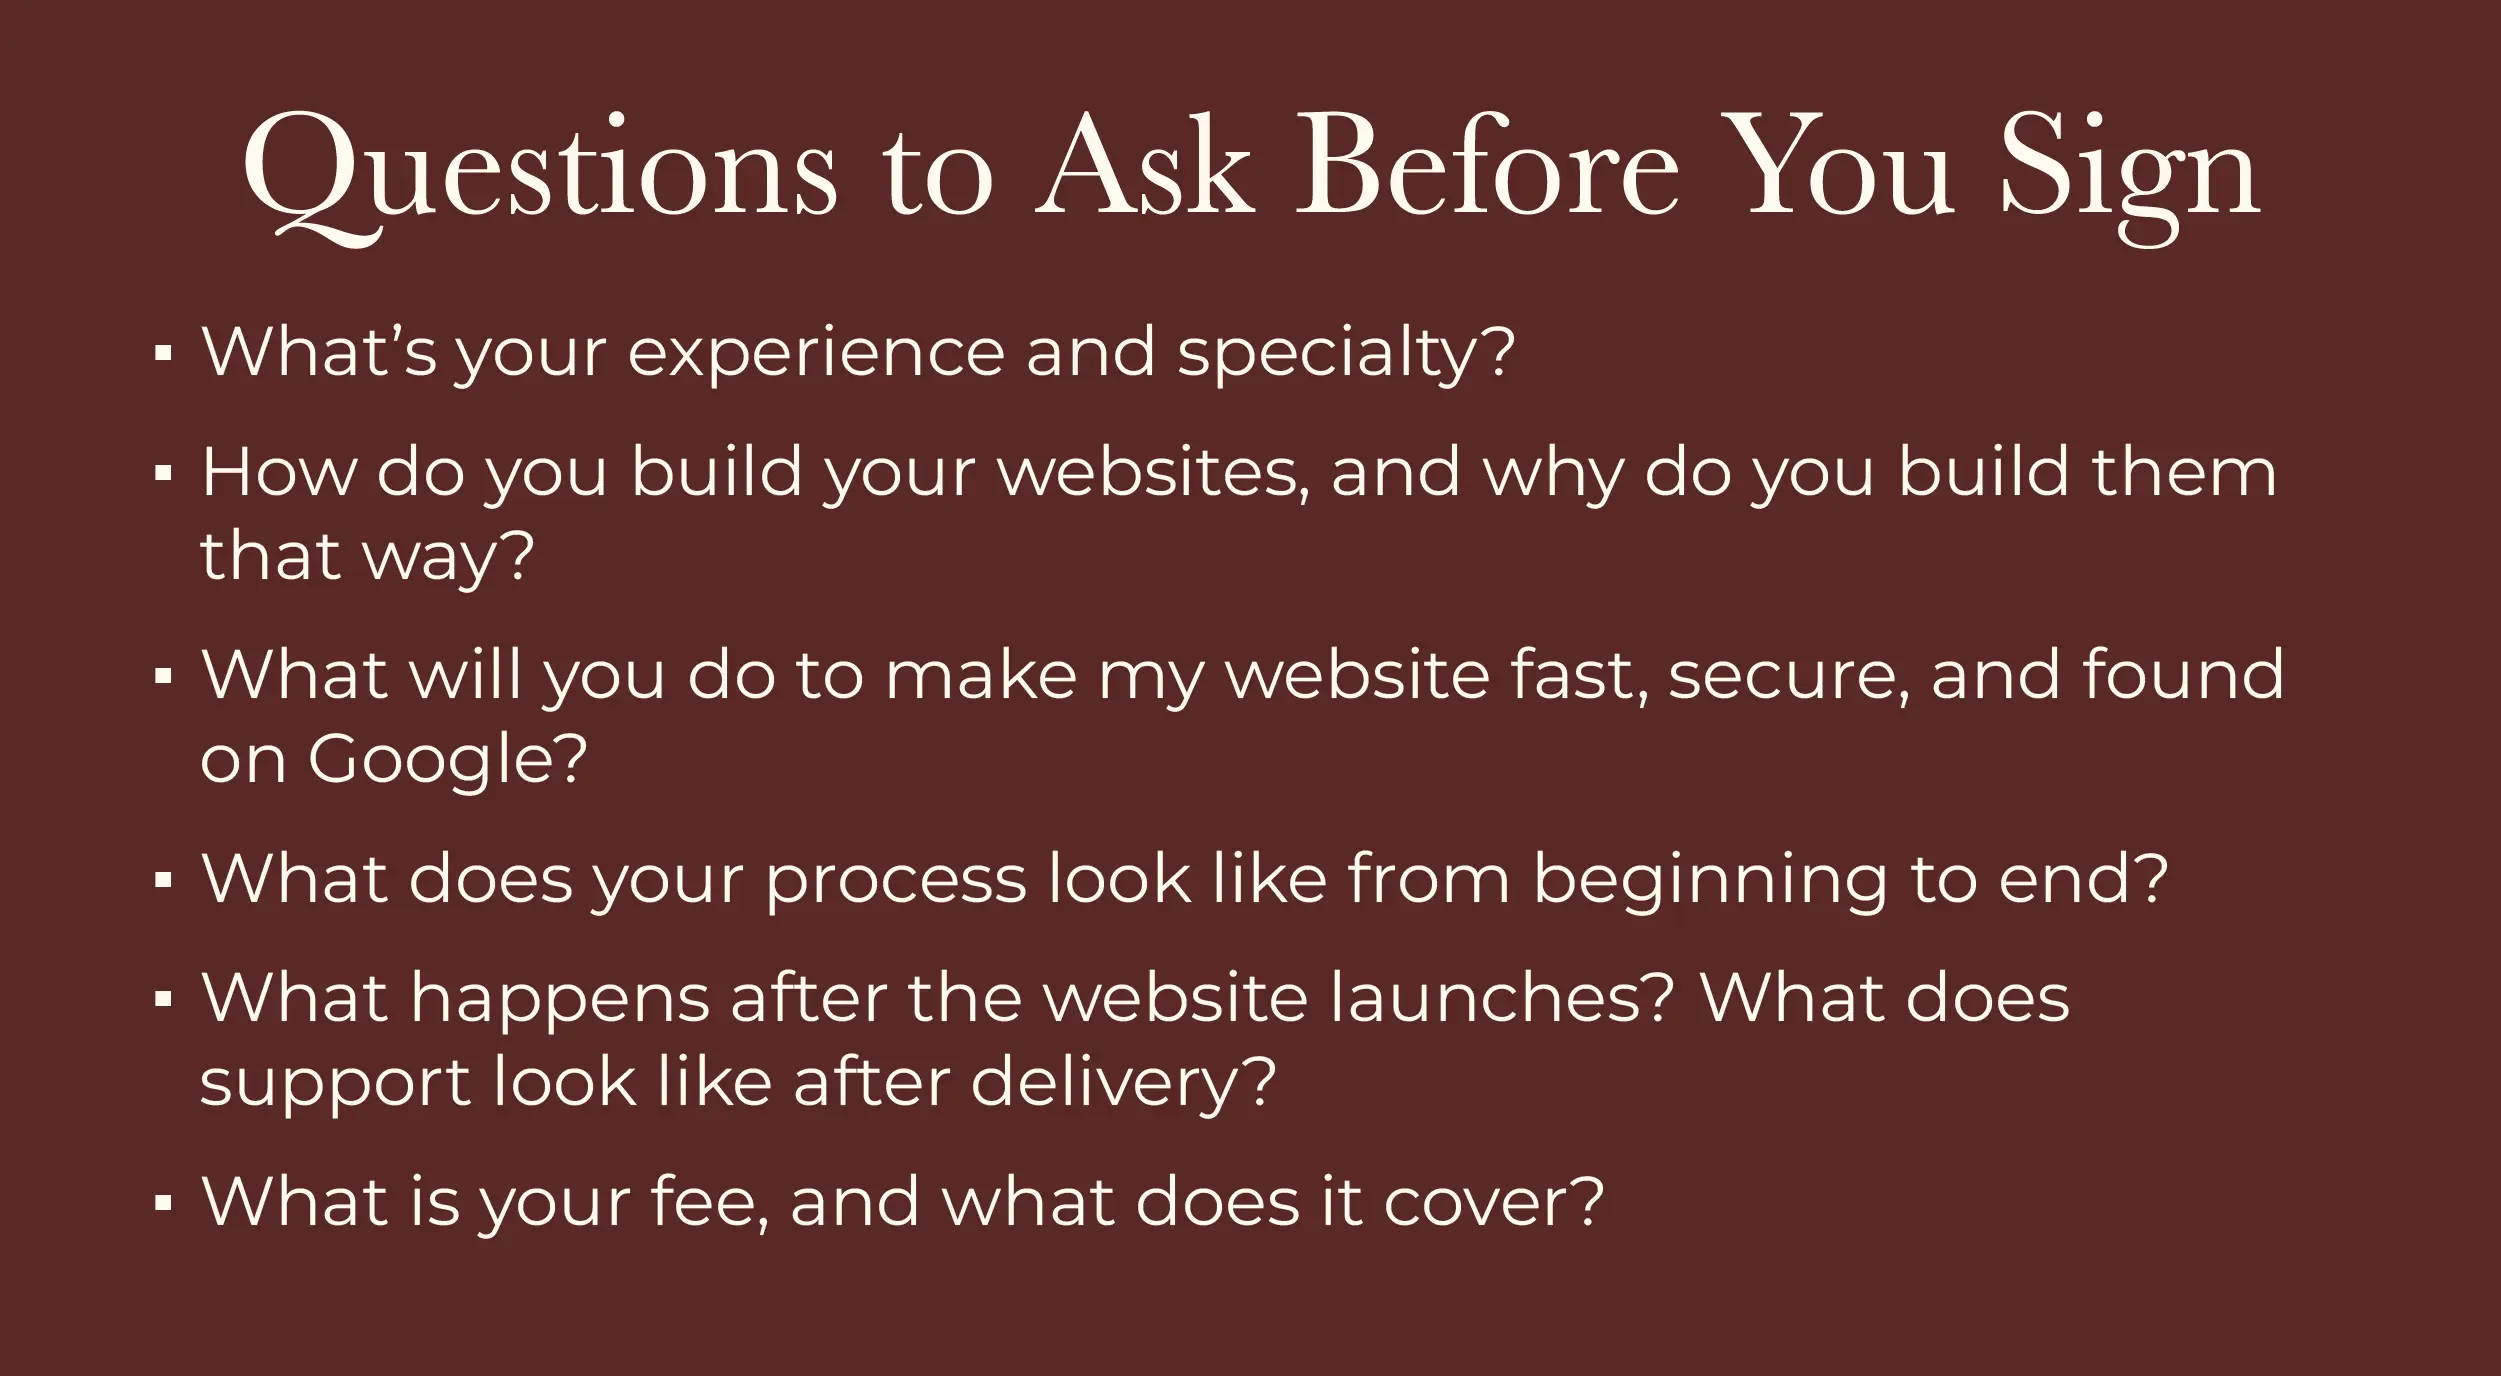 Questions to Ask Before You Sign
▪ What’s your experience and specialty?
▪ How do you build your websites, and why do you build them
that way?
▪ What will you do to make my website fast, secure, and found
on Google?
▪ What does your process look like from beginning to end?
▪ What happens after the website launches? What does
support look like after delivery?
▪ What is your fee, and what does it cover?